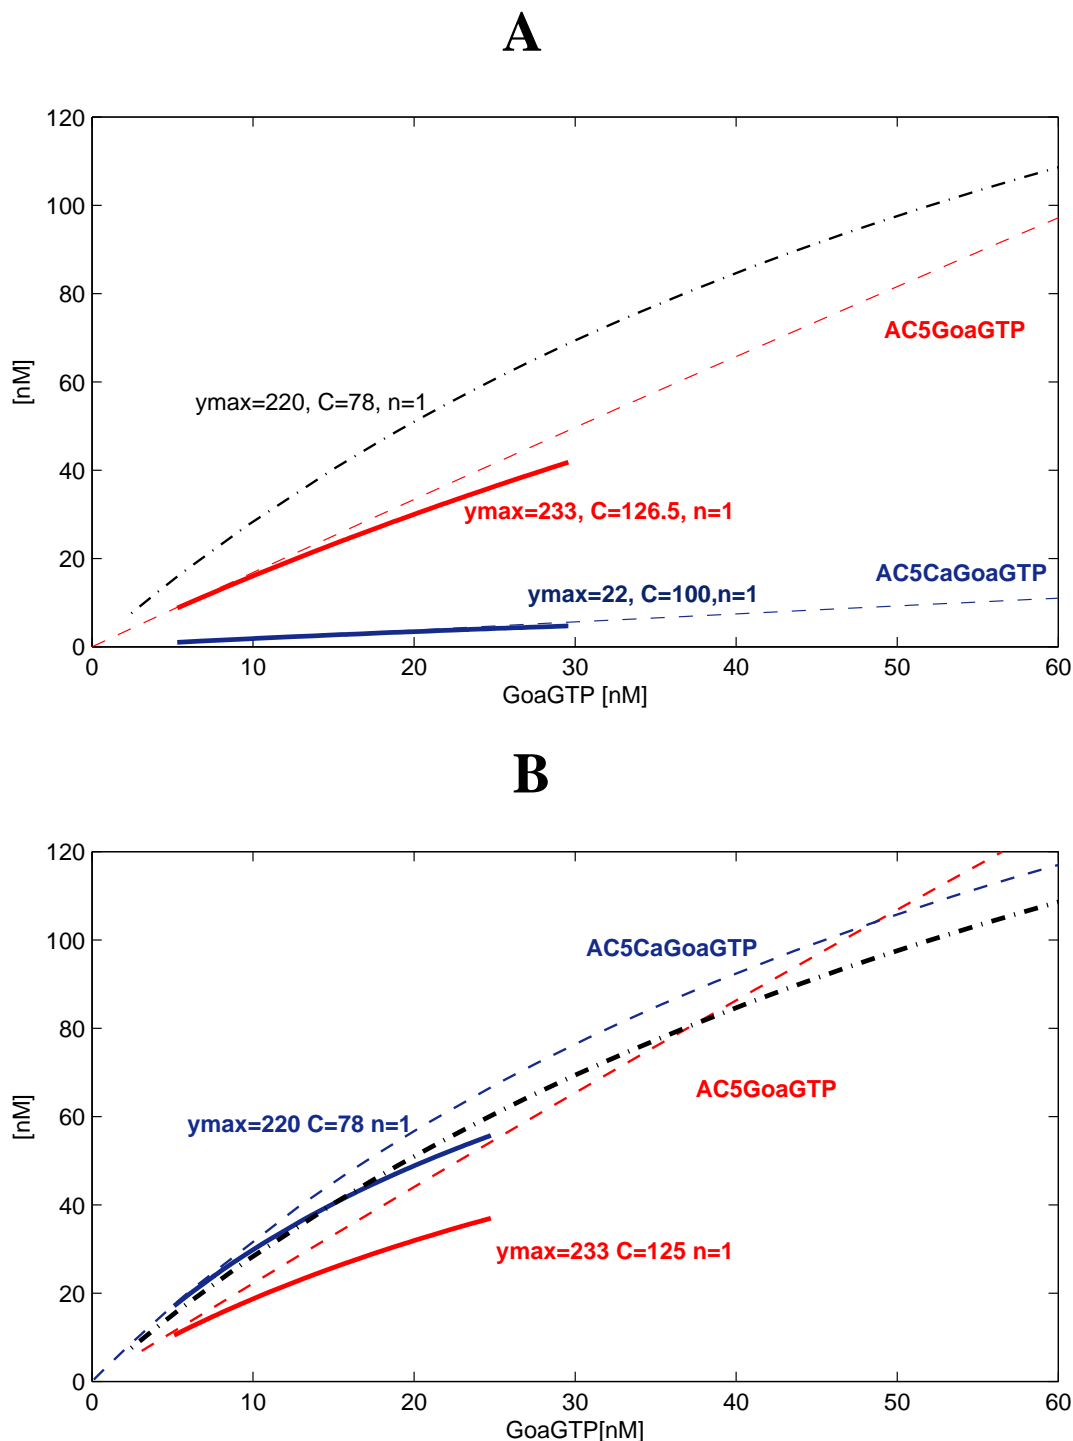 A
120
100
80
60
40
20
0
[nM]
AC5GoaGTP
ymax=220, C=78, n=1
ymax=233, C=126.5, n=1
AC5CaGoaGTP
ymax=22, C=100,n=1
0 10 20 30 40 50 60
GoaGTP [nM]
B
120
100
80
60
40
20
0
[nM]
AC5CaGoaGTP
AC5GoaGTP
ymax=220 C=78 n=1
ymax=233 C=125 n=1
0 10 20 30 40 50 60
GoaGTP[nM]